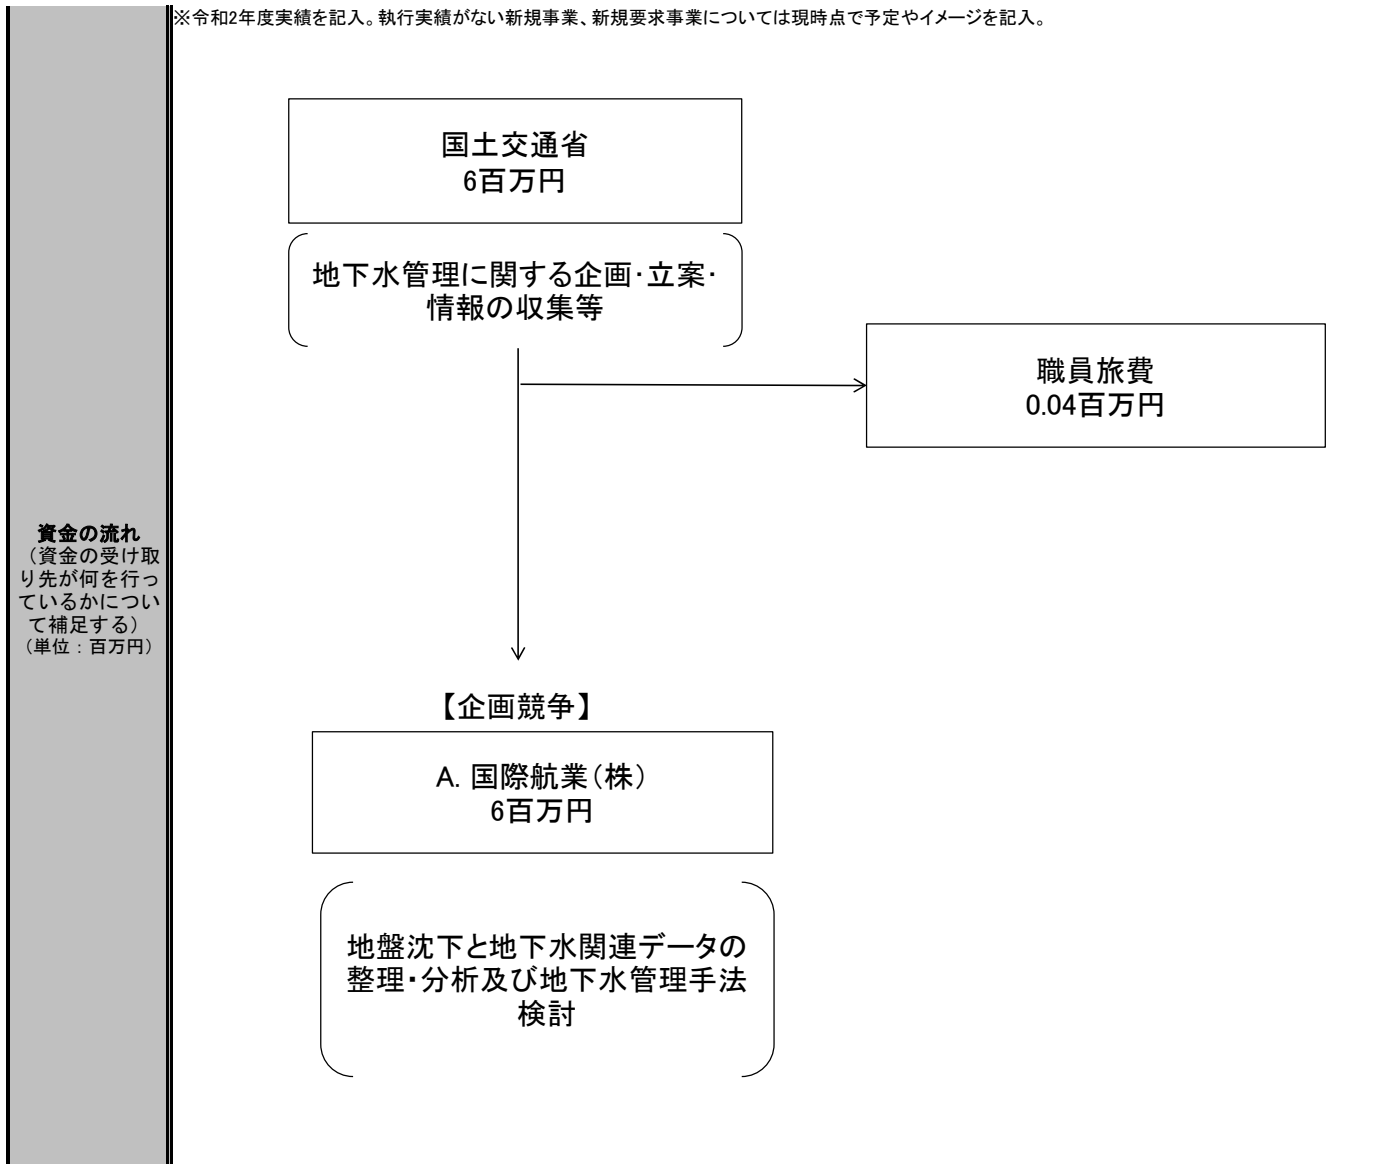 ※令和2年度実績を記入。執行実績がない新規事業、新規要求事業については現時点で予定やイメージを記入。
国土交通省
6百万円
地下水管理に関する企画・立案・
情報の収集等
職員旅費
0.04百万円
資金の流れ
（資金の受け取
り先が何を行っ
ているかについ
て補足する）
（単位：百万円）
【企画競争】
A. 国際航業（株）
6百万円
地盤沈下と地下水関連データの
整理・分析及び地下水管理手法
検討